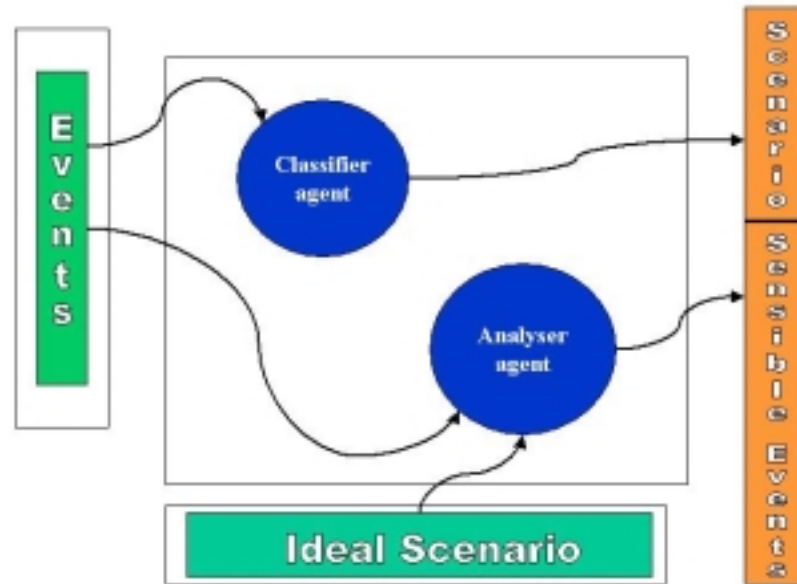 Events
Classifier
agent
Analyser
agent
Ideal Scenario
Scenario
Sensible Events